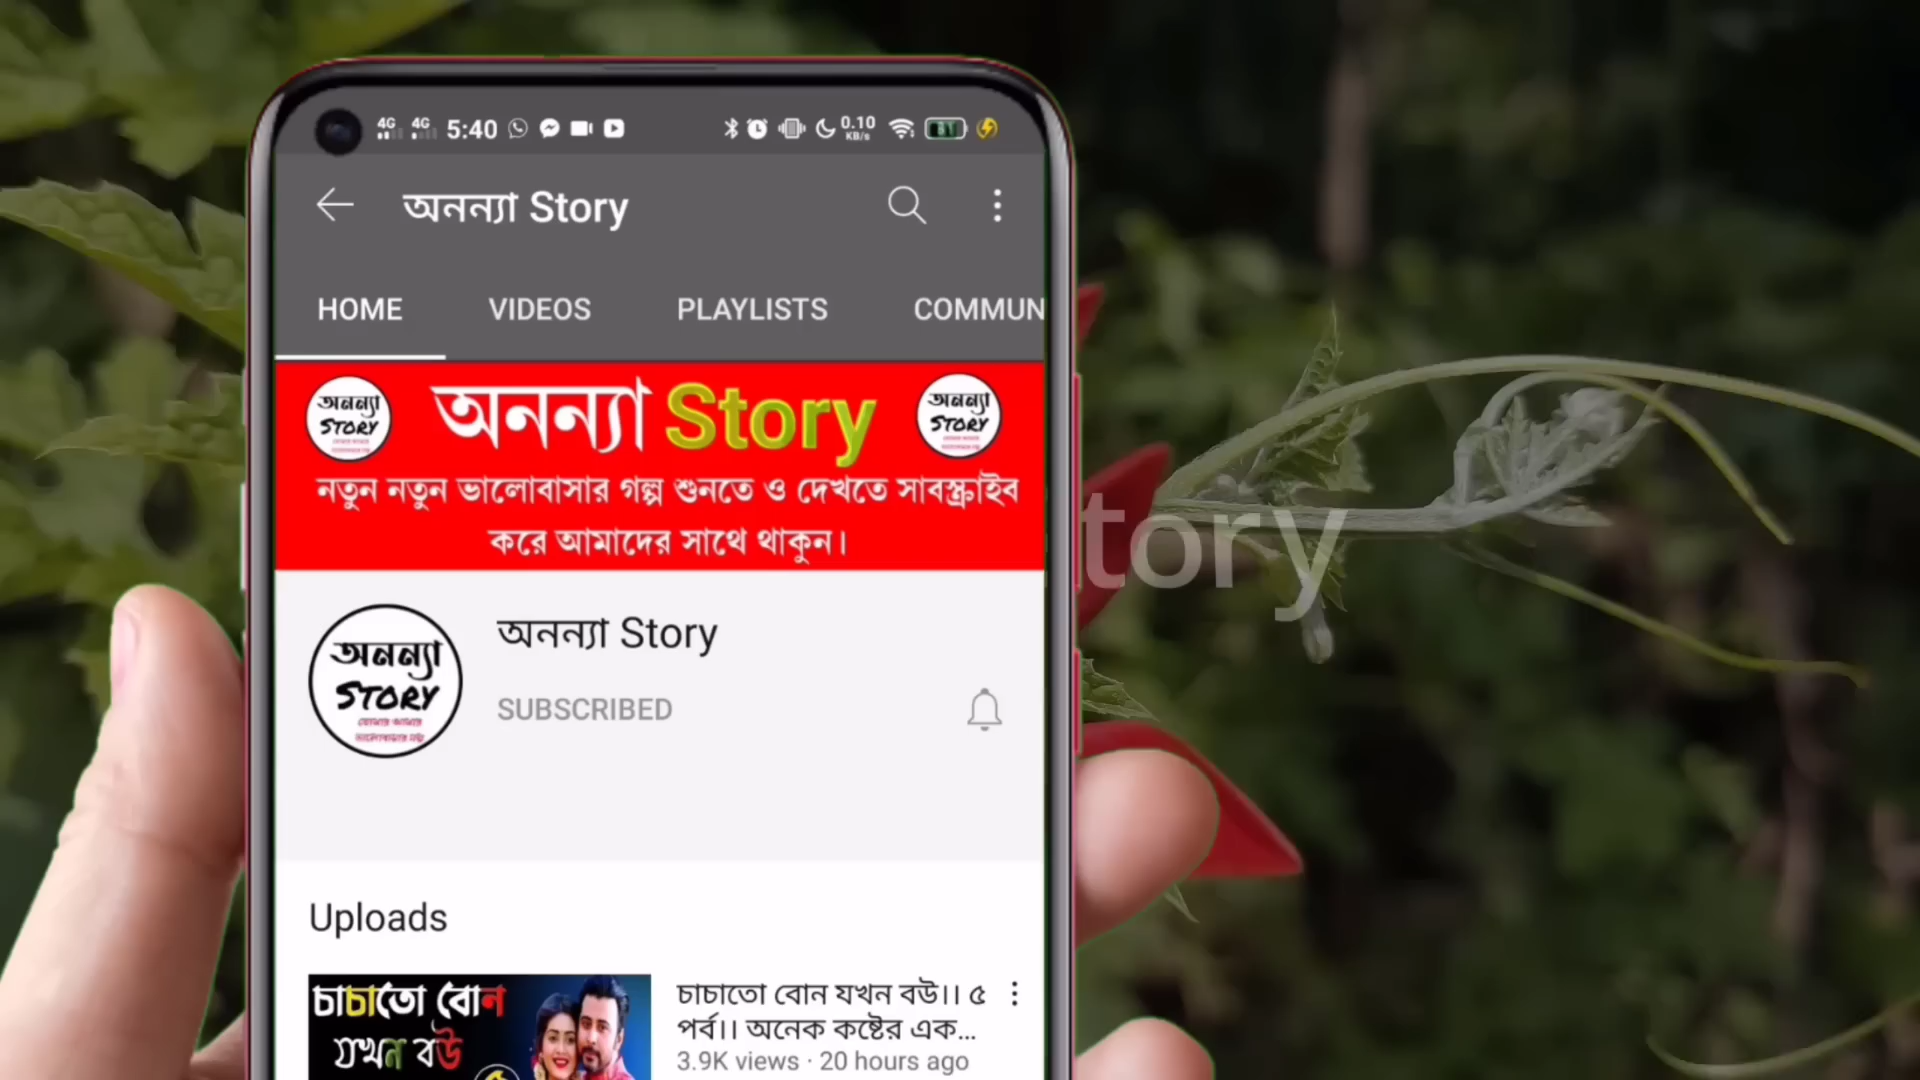 4G 4G 5:40 0.10 KB/s
অনন্যা Story
HOME VIDEOS PLAYLISTS COMMUN
অনন্যা STORY
অনন্যা Story
অনন্যা STORY
নতুন নতুন ভালোবাসার গল্প শুনতে ও দেখতে সাবস্ক্রাইব
করে আমাদের সাথে থাকুন।
tory
অনন্যা
STORY
অনন্যা Story
SUBSCRIBED
Uploads
চাচাতো বোন
যখন বউ
চাচাতো বোন যখন বউ।। ৫
পর্ব।। অনেক কষ্টের এক...
3.9K views · 20 hours ago